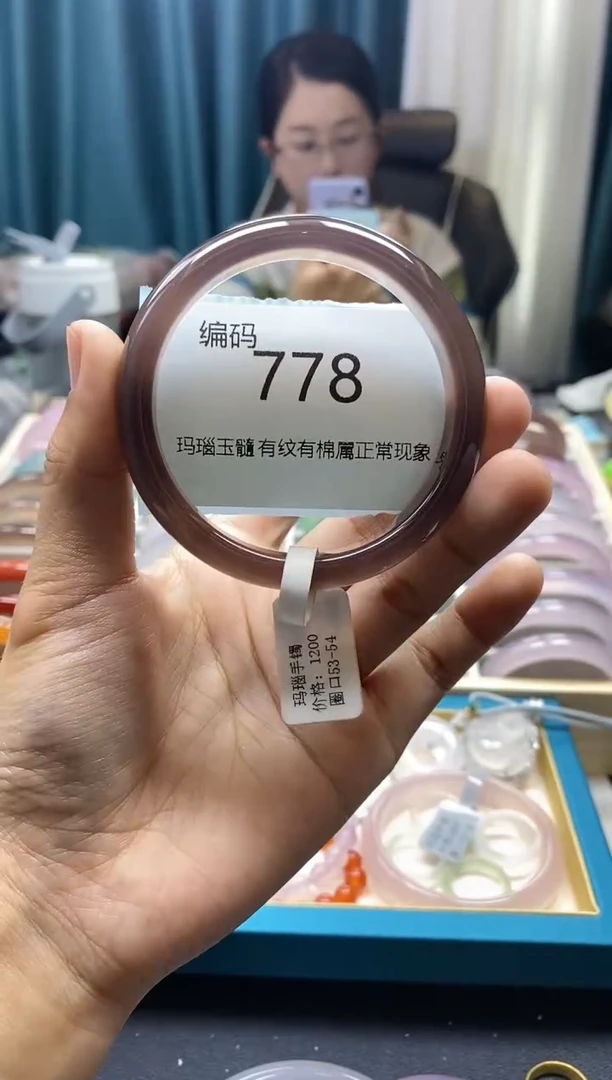 编码
778
玛瑙玉髓有纹有棉属正常现象
玛瑙手镯
价格：1200
圈口53-54